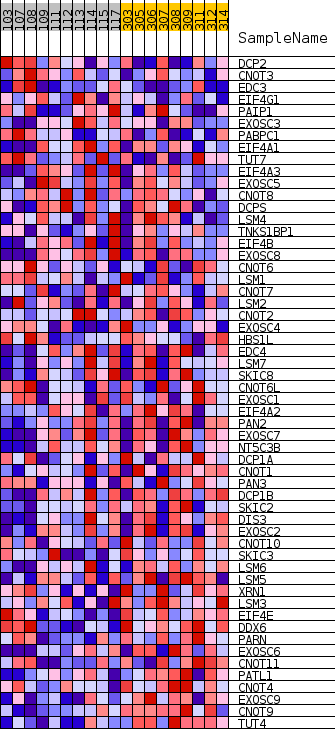 108 107 108 109 111 112 113 114 115 117 303 305 306 307 308 309 311 312 314
SampleName
DCP2
CNOT3
EDC3
EIF4G1
PAIP1
EXOSC3
PABPC1
EIF4A1
TUT7
EIF4A3
EXOSC5
CNOT8
DCPS
LSM4
TNKS1BP1
EIF4B
EXOSC8
CNOT6
LSM1
CNOT7
LSM2
CNOT2
EXOSC4
HBS1L
EDC4
LSM7
SKIC8
CNOT6L
EXOSC1
EIF4A2
PAN2
EXOSC7
NT5C3B
DCP1A
CNOT1
PAN3
DCP1B
SKIC2
DIS3
EXOSC2
CNOT10
SKIC3
LSM6
LSM5
XRN1
LSM3
EIF4E
DDX6
PARN
EXOSC6
CNOT11
PATL1
CNOT4
EXOSC9
CNOT9
TUT4